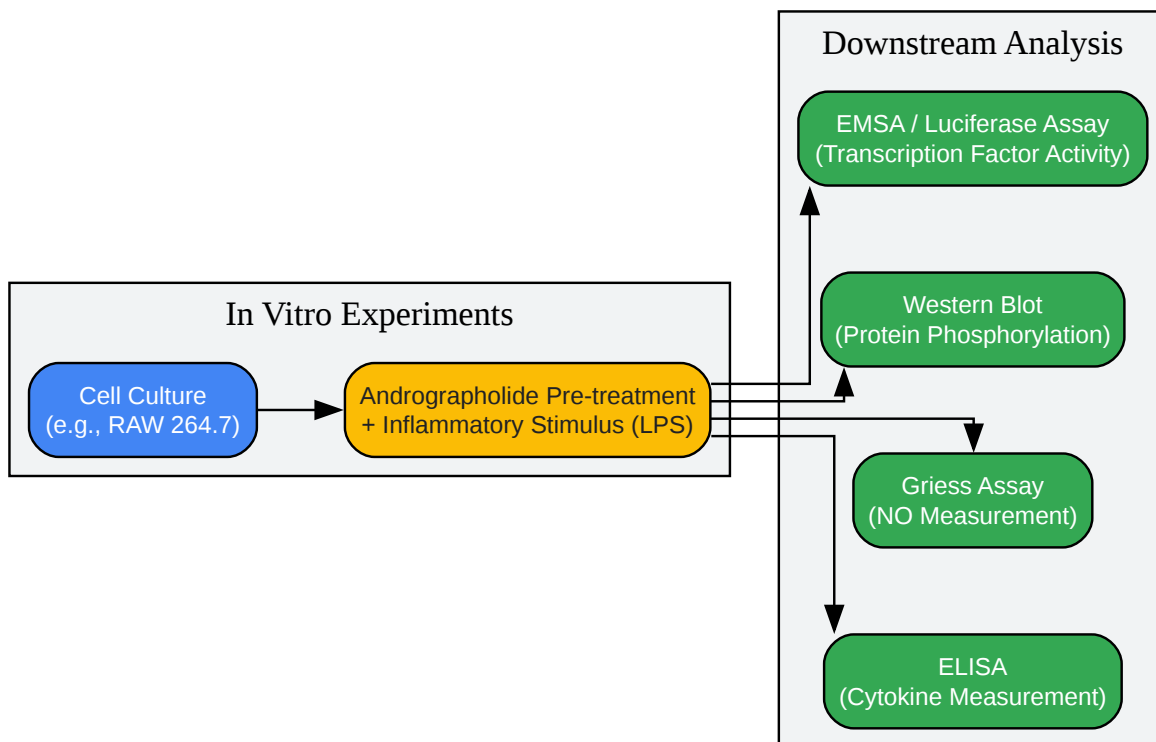 In Vitro Experiments
Cell Culture
(e.g., RAW 264.7)
Andrographolide Pre-treatment
+ Inflammatory Stimulus (LPS)
Downstream Analysis
EMSA / Luciferase Assay
(Transcription Factor Activity)
Western Blot
(Protein Phosphorylation)
Griess Assay
(NO Measurement)
ELISA
(Cytokine Measurement)